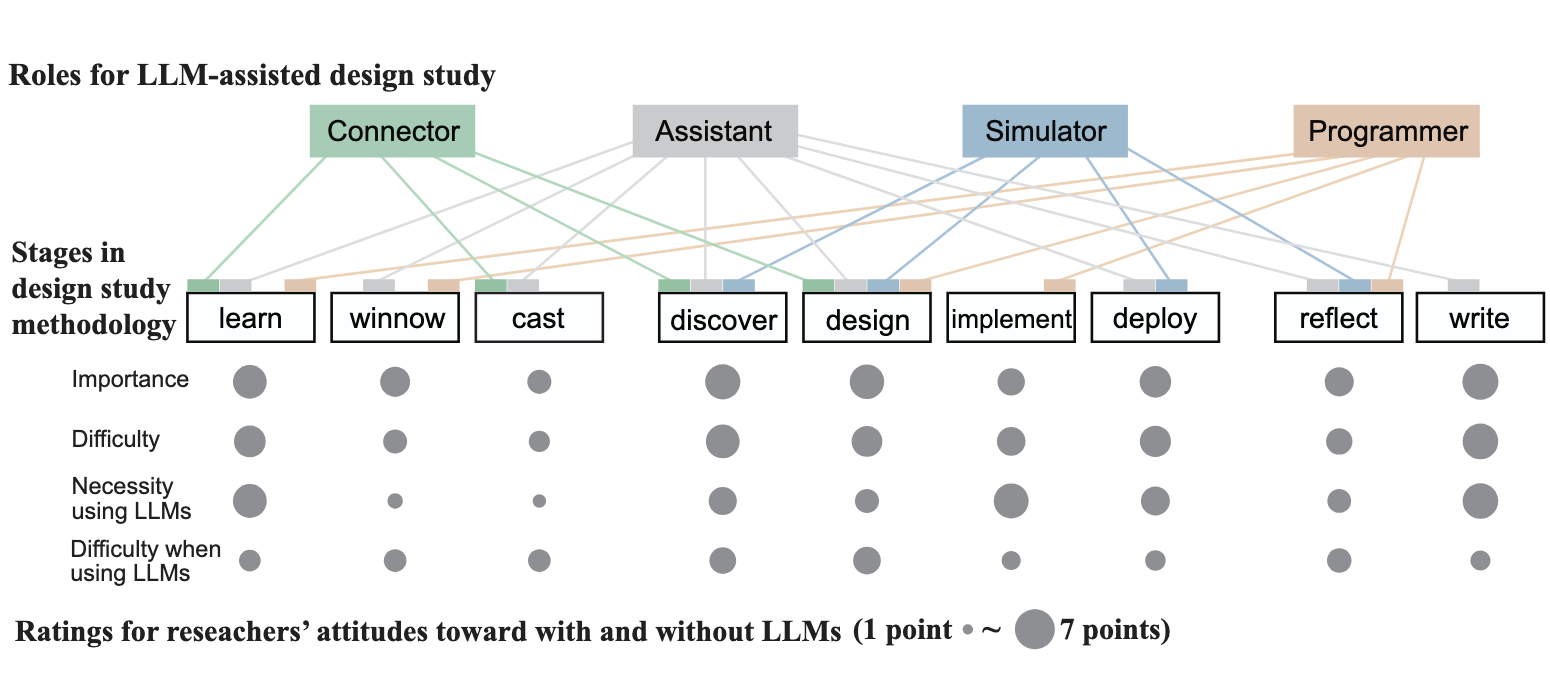 Roles for LLM-assisted design study
Connector
Assistant
Simulator
Programmer
Stages in
design study
methodology
learn
winnow
cast
discover
design
implement
deploy
reflect
write
Importance
Difficulty
Necessity
using LLMs
Difficulty when
using LLMs
Ratings for reseachers’ attitudes toward with and without LLMs (1 point ~ 7 points)